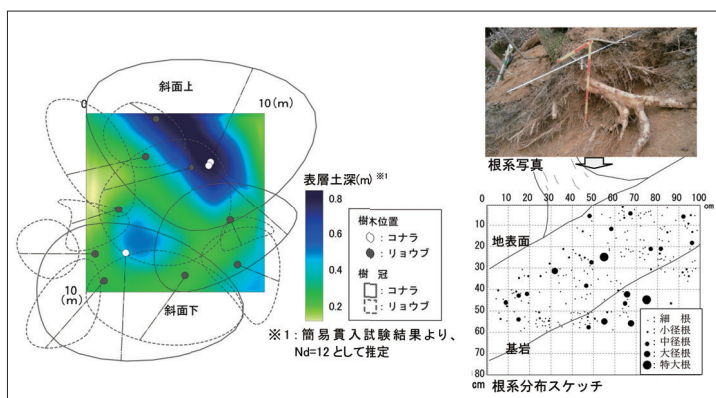 斜面上
0
10(m)
10
(m)
斜面下
表層土深(m) ※1
0.8
0.6
0.4
0.2
樹木位置
：コナラ
：リョウブ
樹　冠
：コナラ
：リョウブ
※1：簡易貫入試験結果より、
Nd=12 として推定
根系写真
0 10 20 30 40 50 60 70 80 90 100
cm
10
20
30
40
50
60
70
80
cm
地表面
基岩
：細　根
：小径根
：中径根
：大径根
：特大根
根系分布スケッチ